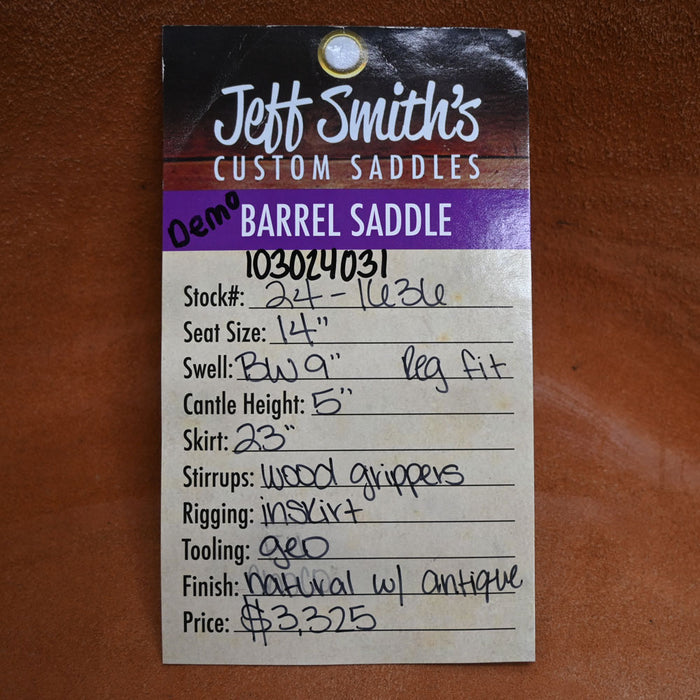 Jeff Smith's
CUSTOM SADDLES
Demo BARREL SADDLE
103024031
Stock#: 24-1636
Seat Size: 14"
Swell: BW 9" Reg fit
Cantle Height: 5"
Skirt: 23"
Stirrups: wood grippers
Rigging: inskirt
Tooling: geo
Finish: natural w/ antique
Price: $3,325